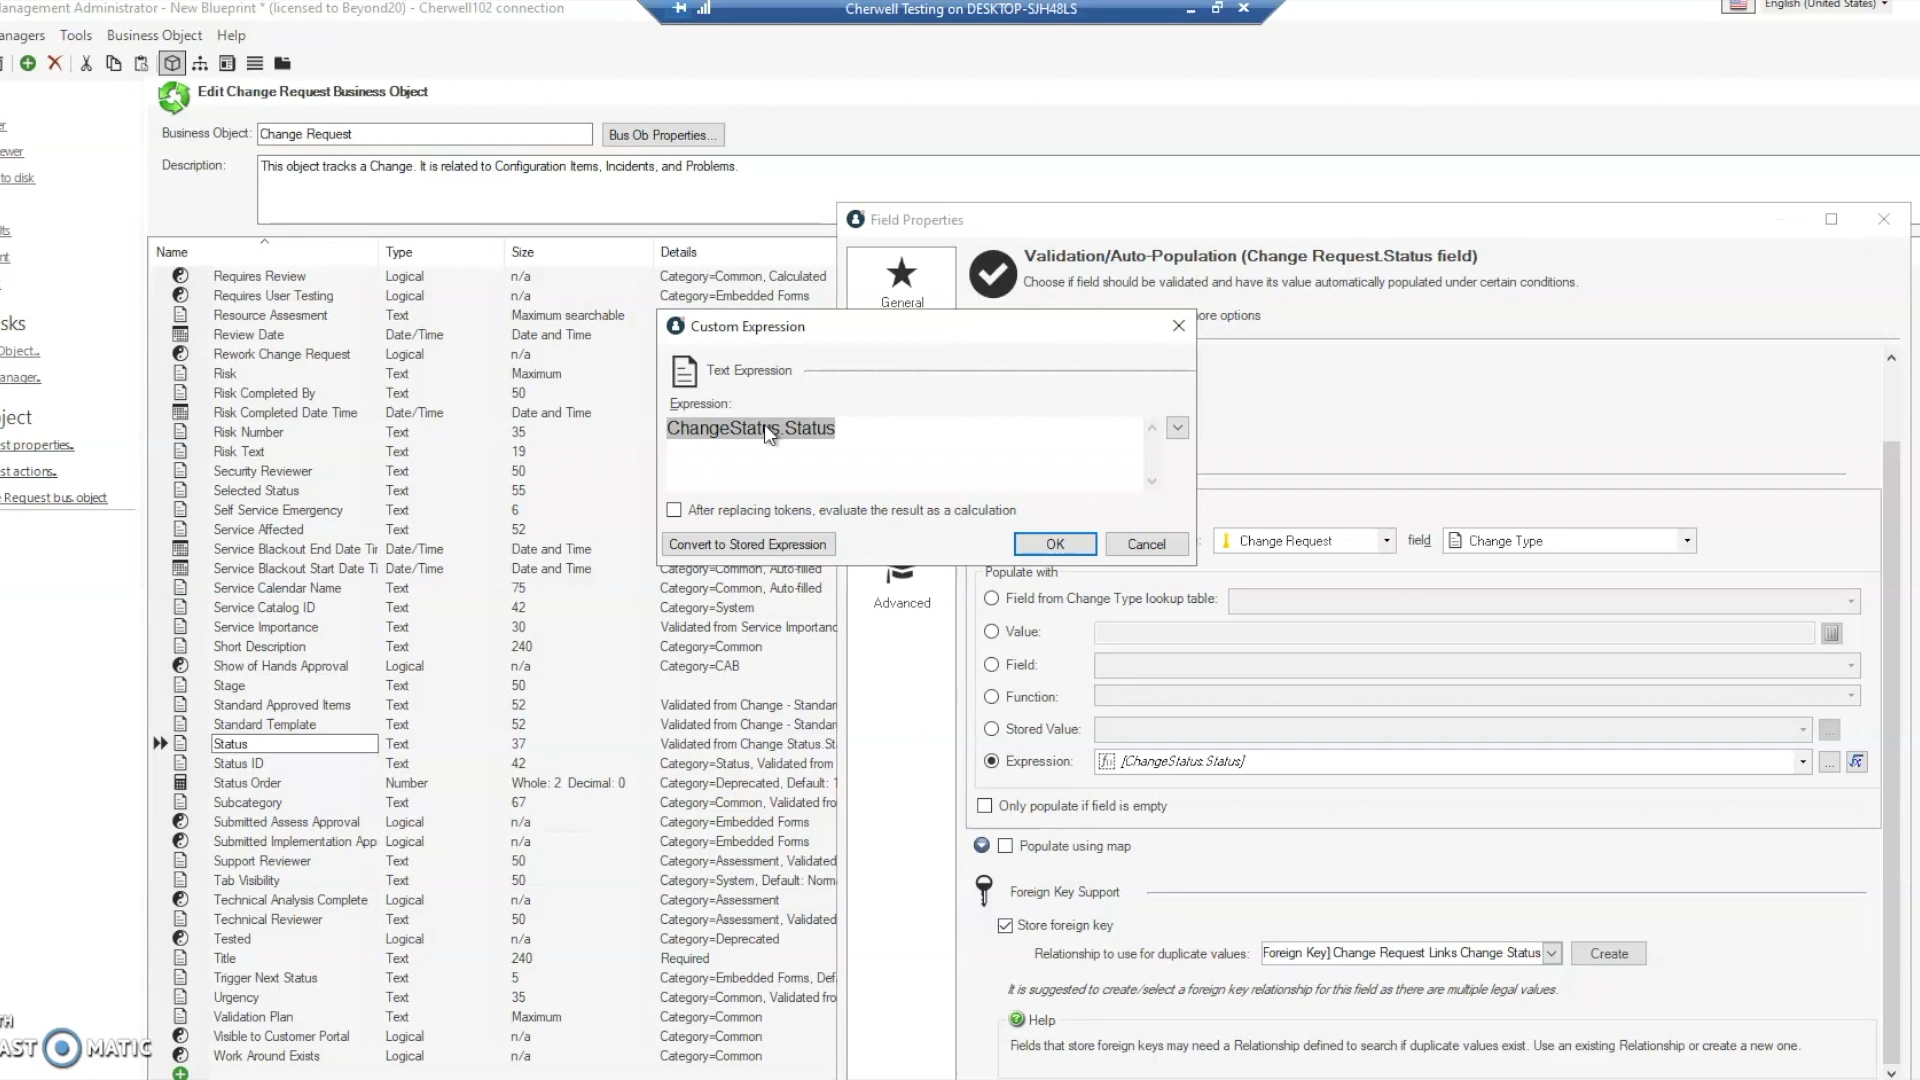 anagement Administrator - New Blueprint * (licensed to Beyond20) - Cherwell102 connection
Cherwell Testing on DESKTOP-SJH48LS
English (United States)
anagers Tools Business Object Help
Edit Change Request Business Object
Business Object: Change Request Bus Ob Properties...
Description: This object tracks a Change. It is related to Configuration Items, Incidents, and Problems.
er
ewer
to disk
lts
nt
sks
Object...
anager...
ject
st properties...
st actions...
e Request bus. object
Name Type Size Details
Requires Review Logical n/a Category=Common, Calculated
Requires User Testing Logical n/a Category=Embedded Forms
Resource Assesment Text Maximum searchable
Review Date Date/Time Date and Time
Rework Change Request Logical n/a
Risk Text Maximum
Risk Completed By Text 50
Risk Completed Date Time Date/Time Date and Time
Risk Number Text 35
Risk Text Text 19
Security Reviewer Text 50
Selected Status Text 55
Self Service Emergency Text 6
Service Affected Text 52
Service Blackout End Date Tir Date/Time Date and Time
Service Blackout Start Date Ti Date/Time Date and Time Category=Common, Auto-filled
Service Calendar Name Text 75 Category=Common, Auto-filled
Service Catalog ID Text 42 Category=System
Service Importance Text 30 Validated from Service Importanc
Short Description Text 240 Category=Common
Show of Hands Approval Logical n/a Category=CAB
Stage Text 50
Standard Approved Items Text 52 Validated from Change - Standar
Standard Template Text 52 Validated from Change - Standar
Status Text 37 Validated from Change Status.St
Status ID Text 42 Category=Status, Validated from
Status Order Number Whole: 2 Decimal: 0 Category=Deprecated, Default: 1
Subcategory Text 67 Category=Common, Validated fro
Submitted Assess Approval Logical n/a Category=Embedded Forms
Submitted Implementation App Logical n/a Category=Embedded Forms
Support Reviewer Text 50 Category=Assessment, Validated
Tab Visibility Text 50 Category=System, Default: Norm
Technical Analysis Complete Logical n/a Category=Assessment
Technical Reviewer Text 50 Category=Assessment, Validated
Tested Logical n/a Category=Deprecated
Title Text 240 Required
Trigger Next Status Text 5 Category=Embedded Forms, Def
Urgency Text 35 Category=Common, Validated fro
Validation Plan Text Maximum Category=Common
Visible to Customer Portal Logical n/a Category=Common
Work Around Exists Logical n/a Category=Common
Field Properties
General
Advanced
Validation/Auto-Population (Change Request.Status field)
Choose if field should be validated and have its value automatically populated under certain conditions.
ore options
Custom Expression
Text Expression
Expression:
ChangeStatus.Status
After replacing tokens, evaluate the result as a calculation
Convert to Stored Expression OK Cancel
: Change Request field Change Type
Populate with
Field from Change Type lookup table:
Value:
Field:
Function:
Stored Value:
Expression: [ChangeStatus.Status]
Only populate if field is empty
Populate using map
Foreign Key Support
Store foreign key
Relationship to use for duplicate values: Foreign Key] Change Request Links Change Status Create
It is suggested to create/select a foreign key relationship for this field as there are multiple legal values.
Help
Fields that store foreign keys may need a Relationship defined to search if duplicate values exist. Use an existing Relationship or create a new one.
TH
AST MATIC